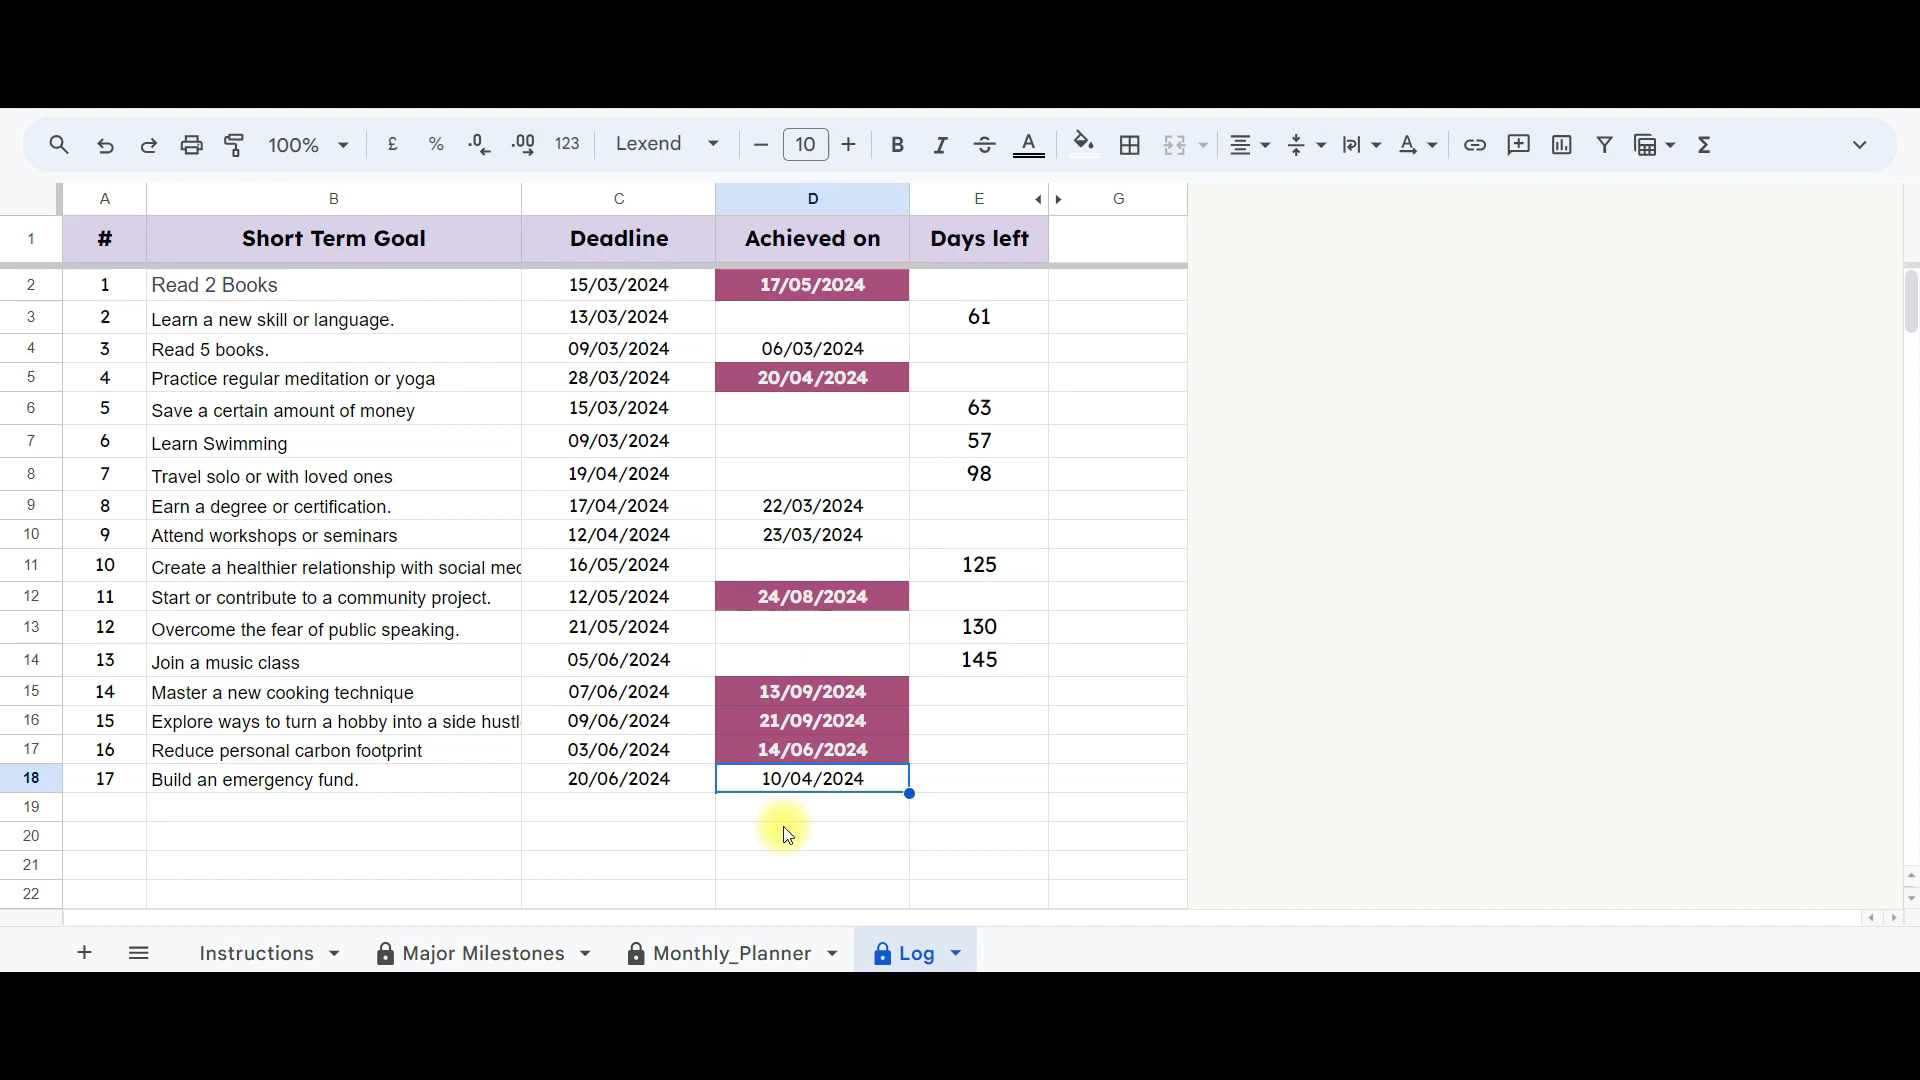 100% £ % .0 .00 123 Lexend 10 B I S A A Σ
A B C D E G
1 # Short Term Goal Deadline Achieved on Days left
2 1 Read 2 Books 15/03/2024 17/05/2024
3 2 Learn a new skill or language. 13/03/2024 61
4 3 Read 5 books. 09/03/2024 06/03/2024
5 4 Practice regular meditation or yoga 28/03/2024 20/04/2024
6 5 Save a certain amount of money 15/03/2024 63
7 6 Learn Swimming 09/03/2024 57
8 7 Travel solo or with loved ones 19/04/2024 98
9 8 Earn a degree or certification. 17/04/2024 22/03/2024
10 9 Attend workshops or seminars 12/04/2024 23/03/2024
11 10 Create a healthier relationship with social med 16/05/2024 125
12 11 Start or contribute to a community project. 12/05/2024 24/08/2024
13 12 Overcome the fear of public speaking. 21/05/2024 130
14 13 Join a music class 05/06/2024 145
15 14 Master a new cooking technique 07/06/2024 13/09/2024
16 15 Explore ways to turn a hobby into a side hustl 09/06/2024 21/09/2024
17 16 Reduce personal carbon footprint 03/06/2024 14/06/2024
18 17 Build an emergency fund. 20/06/2024 10/04/2024
19
20
21
22
Instructions Major Milestones Monthly_Planner Log